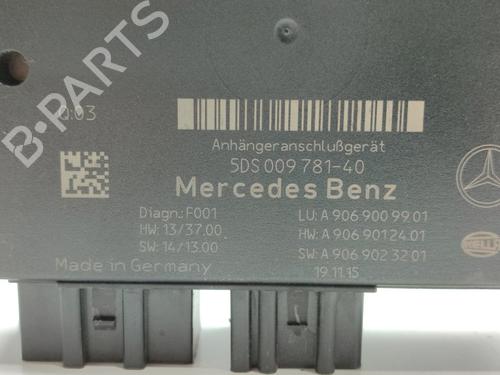 Q:03
Anhängeranschlußgerät
5DS 009 781-40
Mercedes Benz
Diagn.: F001
HW: 13/37.00
SW: 14/13.00
Made in Germany
LU: A 906 900 99 01
HW: A 906 901 24 01
SW: A 906 902 32 01
19.11.15
HELLA
B-PARTS